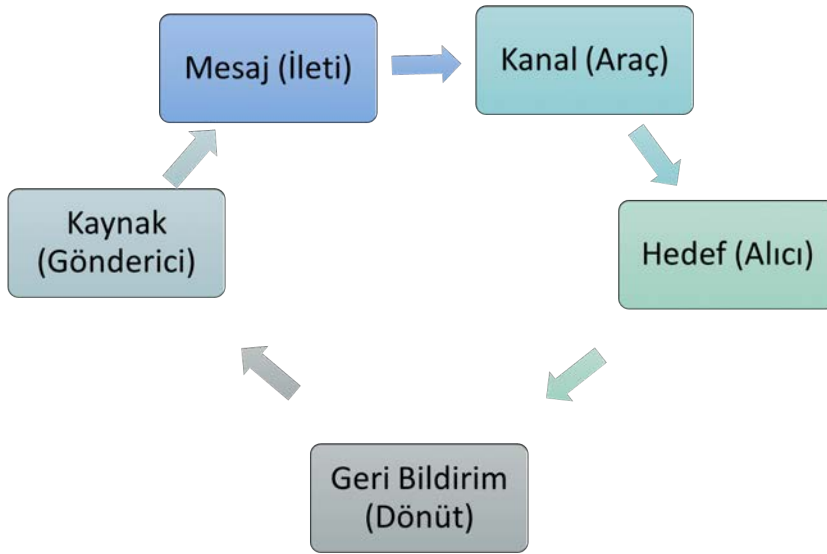 Mesaj (İleti)
Kanal (Araç)
Kaynak
(Gönderici)
Hedef (Alıcı)
Geri Bildirim
(Dönüt)